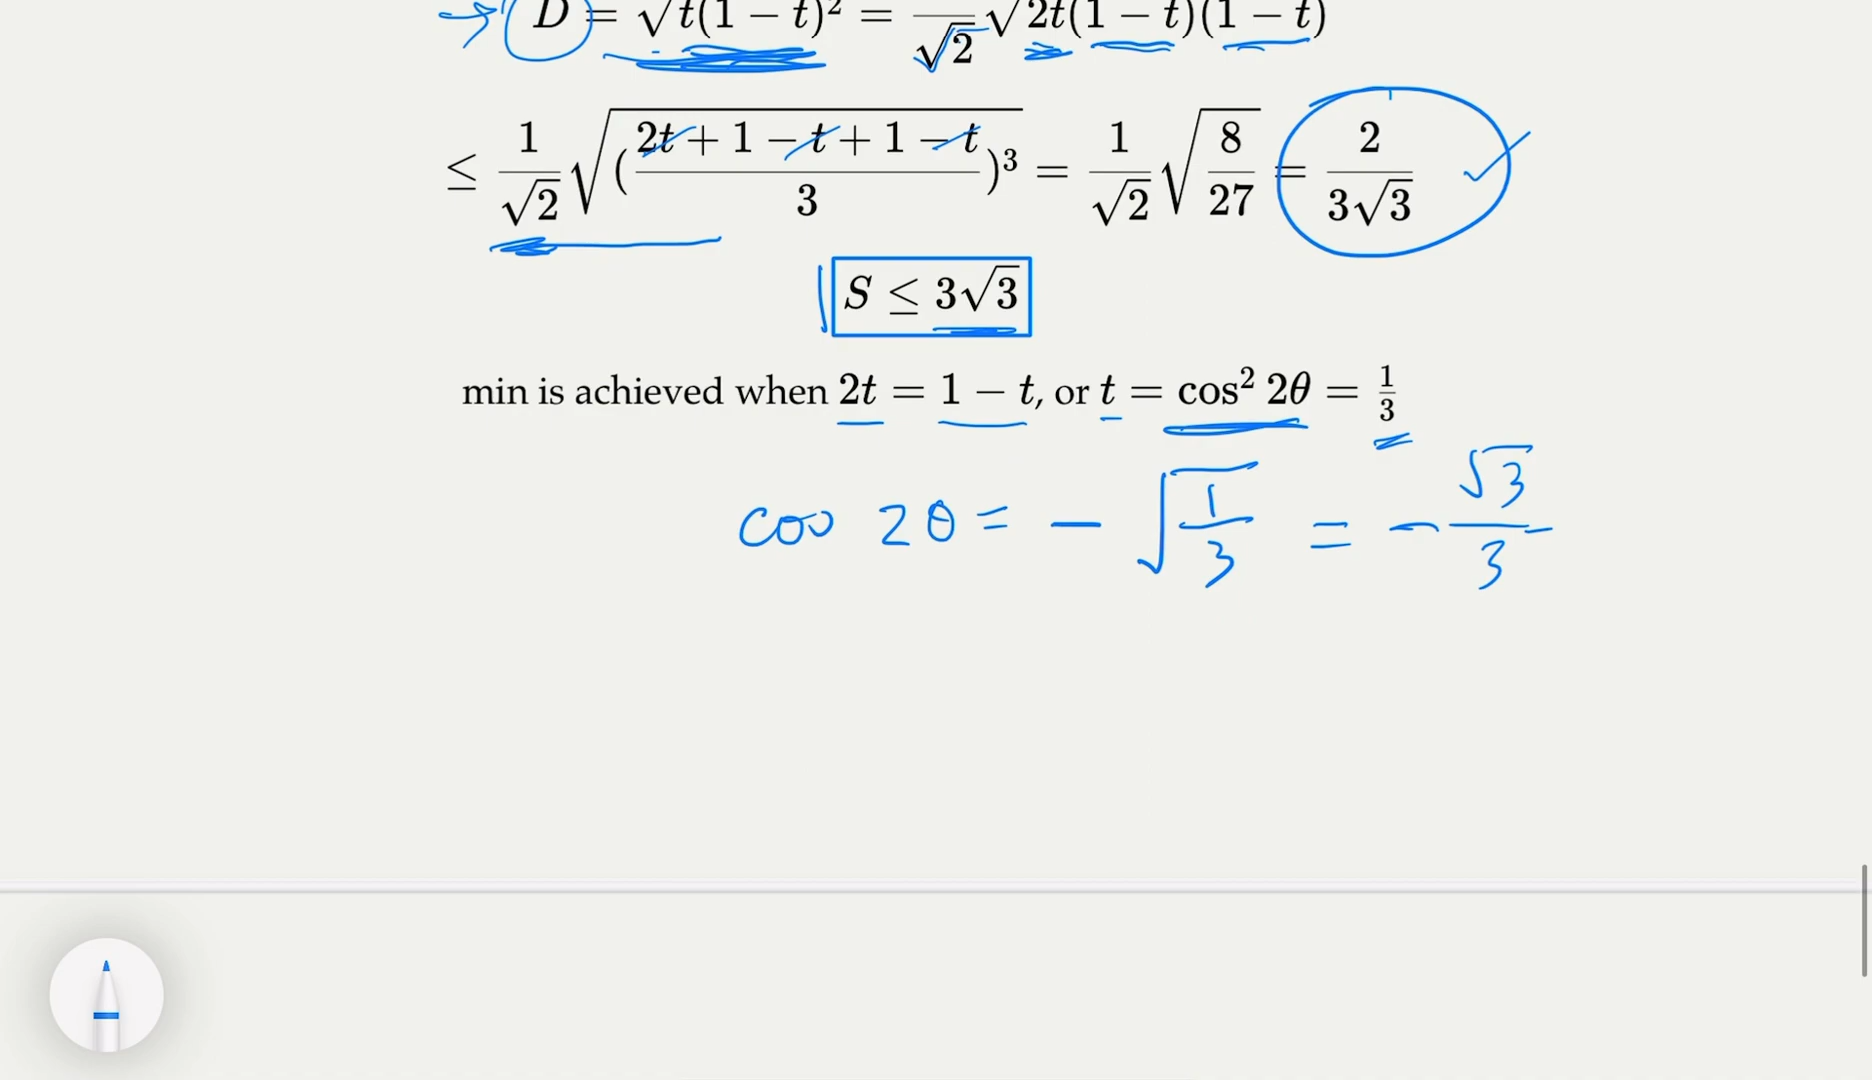 → D = √t(1 − t)² = 1/√2 √2t(1 − t)(1 − t)
≤ 1/√2 √((2t + 1 − t + 1 − t)/3)³ = 1/√2 √8/27 = 2/3√3
S ≤ 3√3
min is achieved when 2t = 1 − t, or t = cos² 2θ = 1/3
cos 2θ = − √1/3 = − √3/3